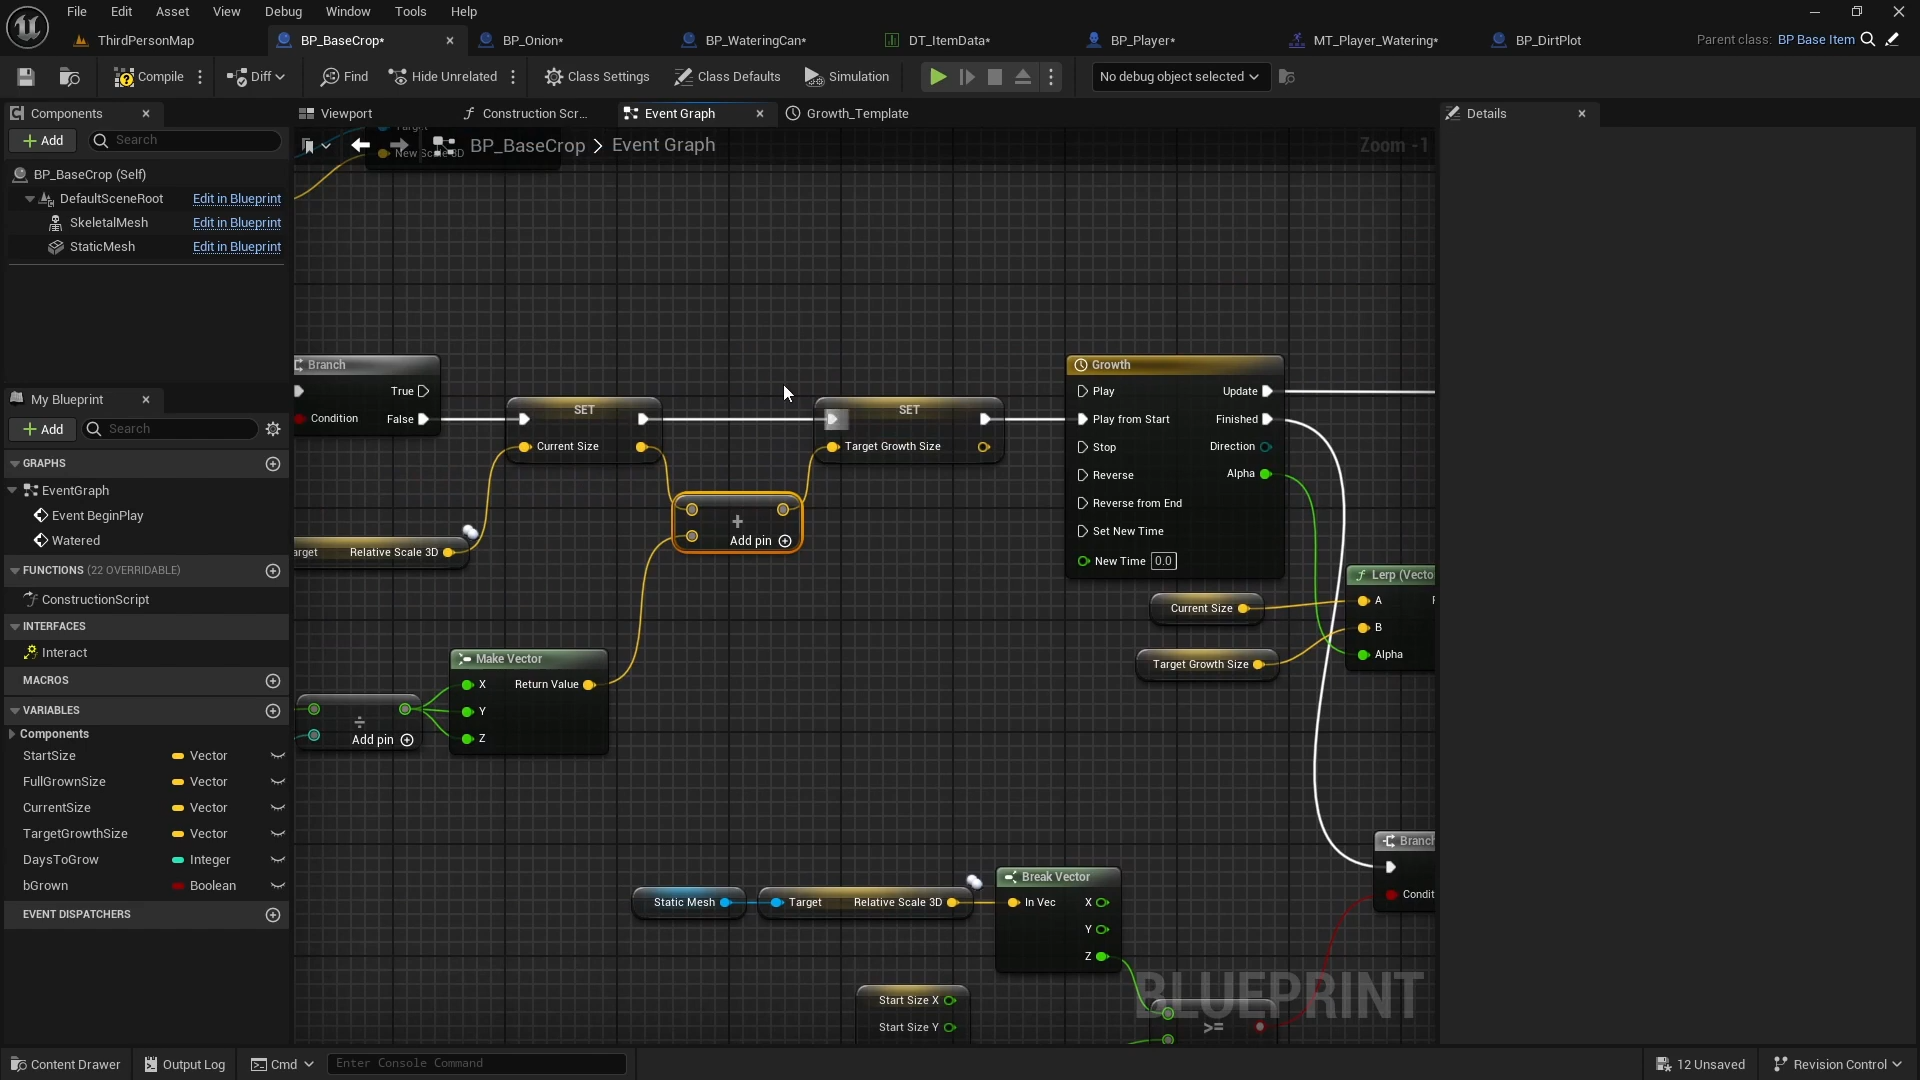 File Edit Asset View Debug Window Tools Help
ThirdPersonMap BP_BaseCrop* BP_Onion* BP_WateringCan* DT_ItemData* BP_Player* MT_Player_Watering* BP_DirtPlot Parent class: BP Base Item
Compile Diff Find Hide Unrelated Class Settings Class Defaults Simulation No debug object selected
Components Viewport Construction Scr... Event Graph Growth_Template Details
Add Search
BP_BaseCrop > Event Graph Zoom -1
New Scale 3D
BP_BaseCrop (Self)
DefaultSceneRoot Edit in Blueprint
SkeletalMesh Edit in Blueprint
StaticMesh Edit in Blueprint
My Blueprint
Add Search
GRAPHS
EventGraph
Event BeginPlay
Watered
FUNCTIONS (22 OVERRIDABLE)
ConstructionScript
INTERFACES
Interact
MACROS
VARIABLES
Components
StartSize Vector
FullGrownSize Vector
CurrentSize Vector
TargetGrowthSize Vector
DaysToGrow Integer
bGrown Boolean
EVENT DISPATCHERS
Branch
True
Condition False
SET
Current Size
SET
Target Growth Size
Growth
Play Update
Play from Start Finished
Stop Direction
Reverse Alpha
Reverse from End
Set New Time
New Time 0.0
+
Add pin
arget Relative Scale 3D
Make Vector
X Return Value
Y
Z
÷
Add pin
Current Size
Target Growth Size
Lerp (Vecto
A
B
Alpha
Static Mesh
Target Relative Scale 3D
Break Vector
In Vec X
Y
Z
Start Size X
Start Size Y
>=
Branch
Condit
BLUEPRINT
Content Drawer Output Log Cmd Enter Console Command 12 Unsaved Revision Control